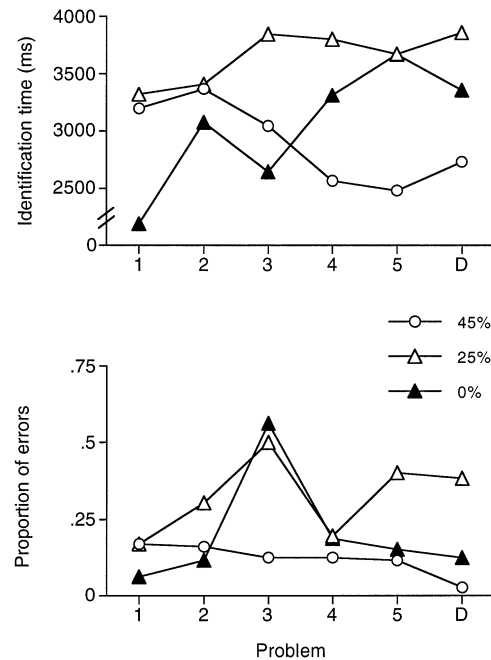 4000
3500
3000
2500
0
Identification time (ms)
1 2 3 4 5 D
45%
25%
0%
.75
.5
.25
0
Proportion of errors
1 2 3 4 5 D
Problem